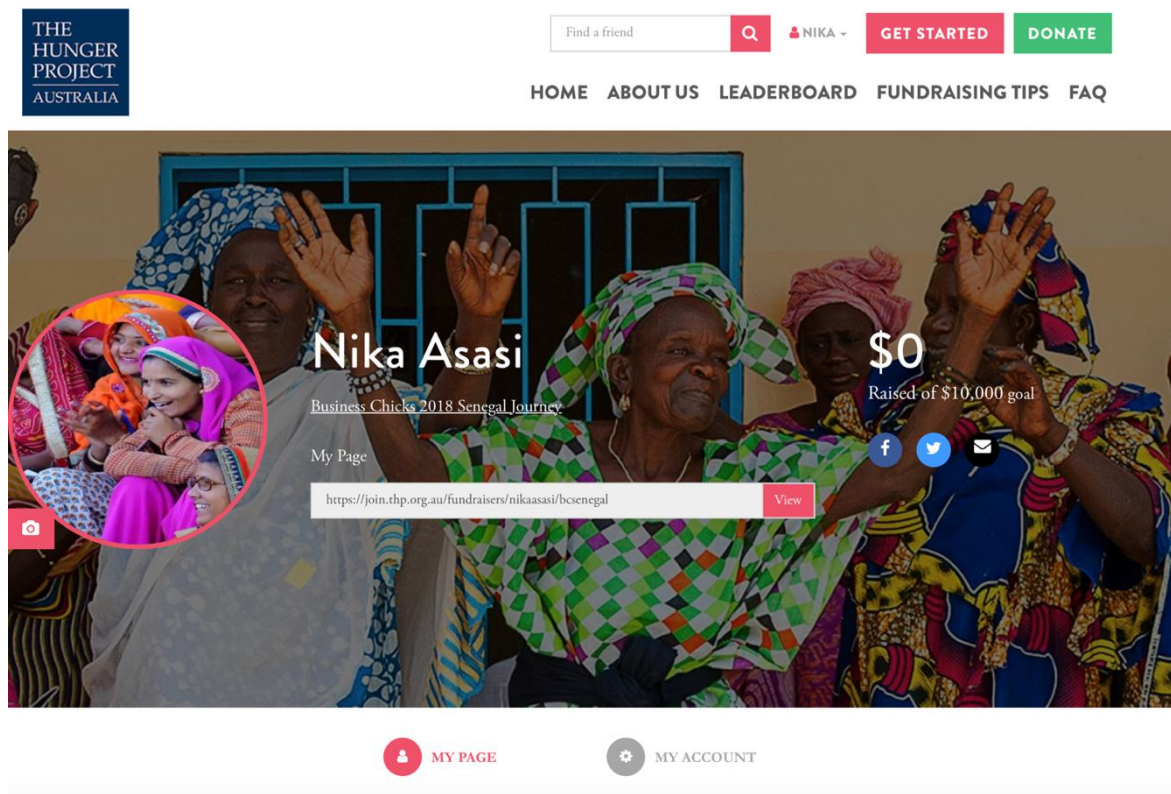 THE
HUNGER
PROJECT
AUSTRALIA
Find a friend
NIKA
GET STARTED
DONATE
HOME ABOUT US LEADERBOARD FUNDRAISING TIPS FAQ
Nika Asasi
Business Chicks 2018 Senegal Journey
My Page
https://join.thp.org.au/fundraisers/nikaasasi/bcsenegal
View
$0
Raised of $10,000 goal
MY PAGE
MY ACCOUNT